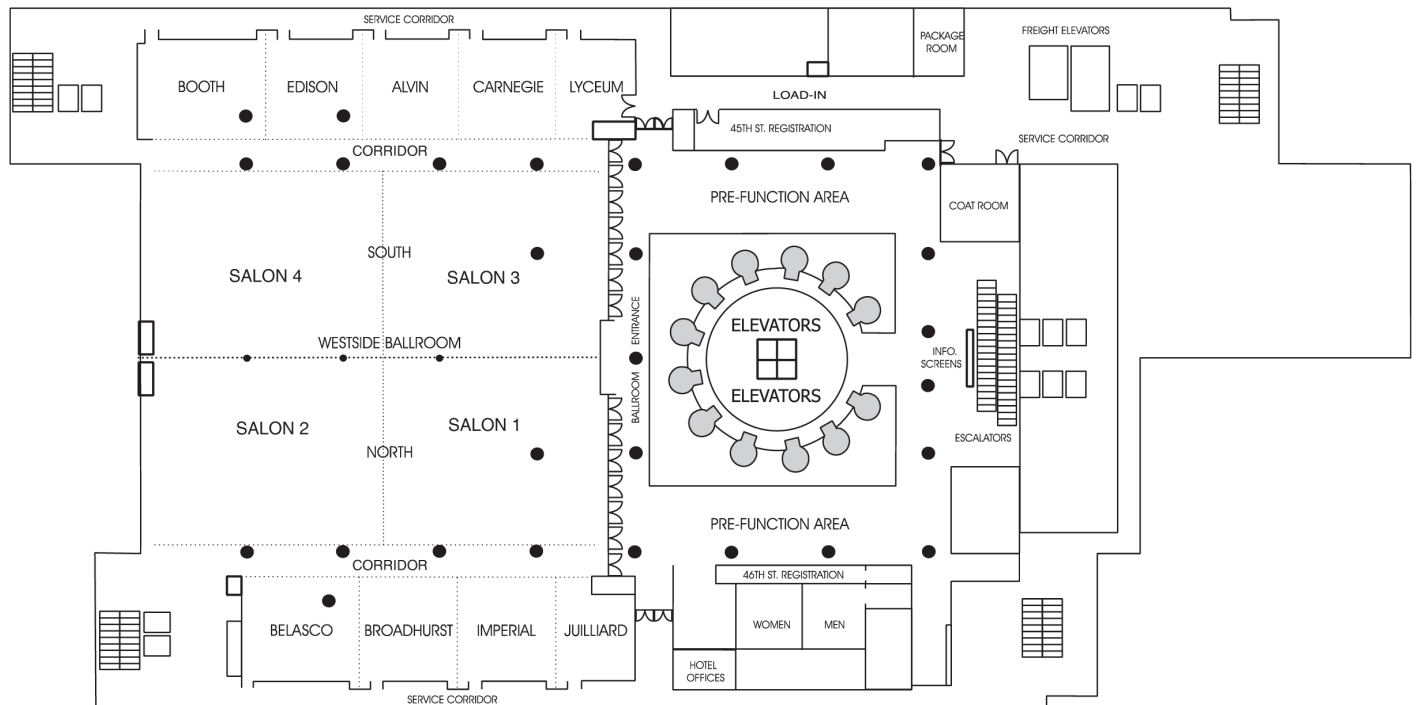 SERVICE CORRIDOR
PACKAGE
ROOM
FREIGHT ELEVATORS
BOOTH
EDISON
ALVIN
CARNEGIE
LYCEUM
LOAD-IN
45TH ST. REGISTRATION
SERVICE CORRIDOR
CORRIDOR
PRE-FUNCTION AREA
COAT ROOM
SOUTH
SALON 4
SALON 3
ENTRANCE
ELEVATORS
WESTSIDE BALLROOM
INFO.
SCREENS
BALLROOM
ELEVATORS
SALON 2
SALON 1
ESCALATORS
NORTH
PRE-FUNCTION AREA
CORRIDOR
46TH ST. REGISTRATION
BELASCO
BROADHURST
IMPERIAL
JUILLIARD
WOMEN
MEN
HOTEL
OFFICES
SERVICE CORRIDOR